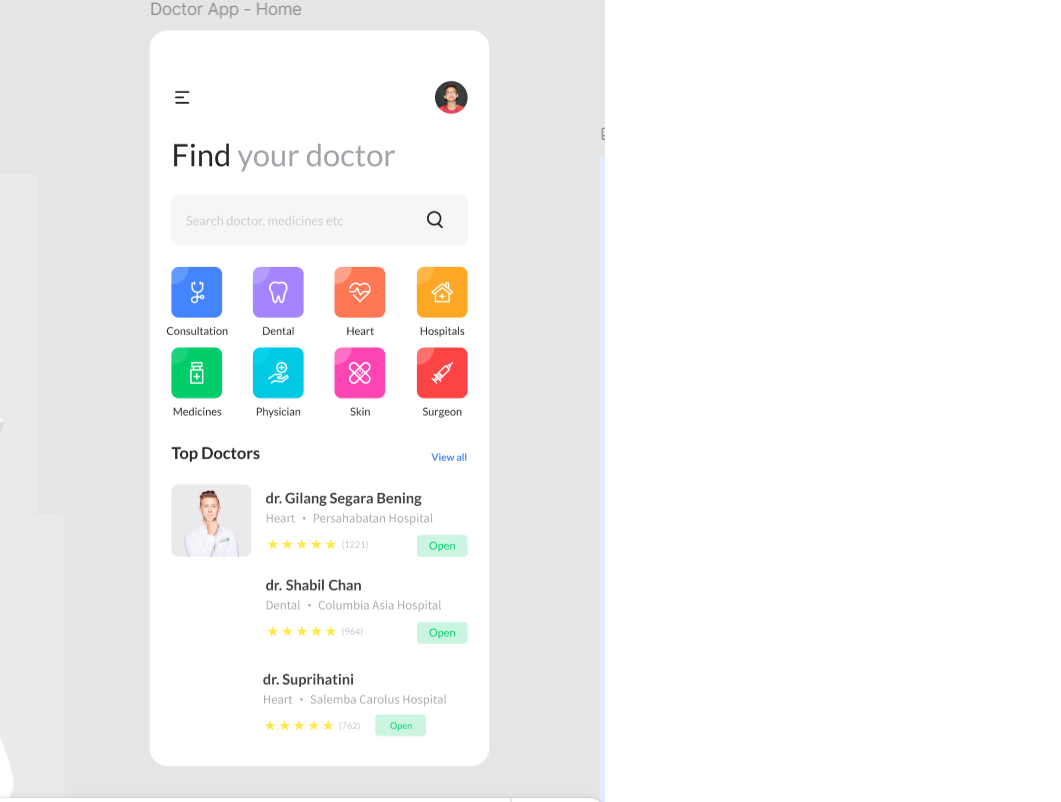 Doctor App - Home
Find your doctor
Search doctor, medicines etc
Consultation Dental Heart Hospitals
Medicines Physician Skin Surgeon
Top Doctors View all
dr. Gilang Segara Bening
Heart • Persahabatan Hospital
(1221) Open
dr. Shabil Chan
Dental • Columbia Asia Hospital
(964) Open
dr. Suprihatini
Heart • Salemba Carolus Hospital
(762) Open